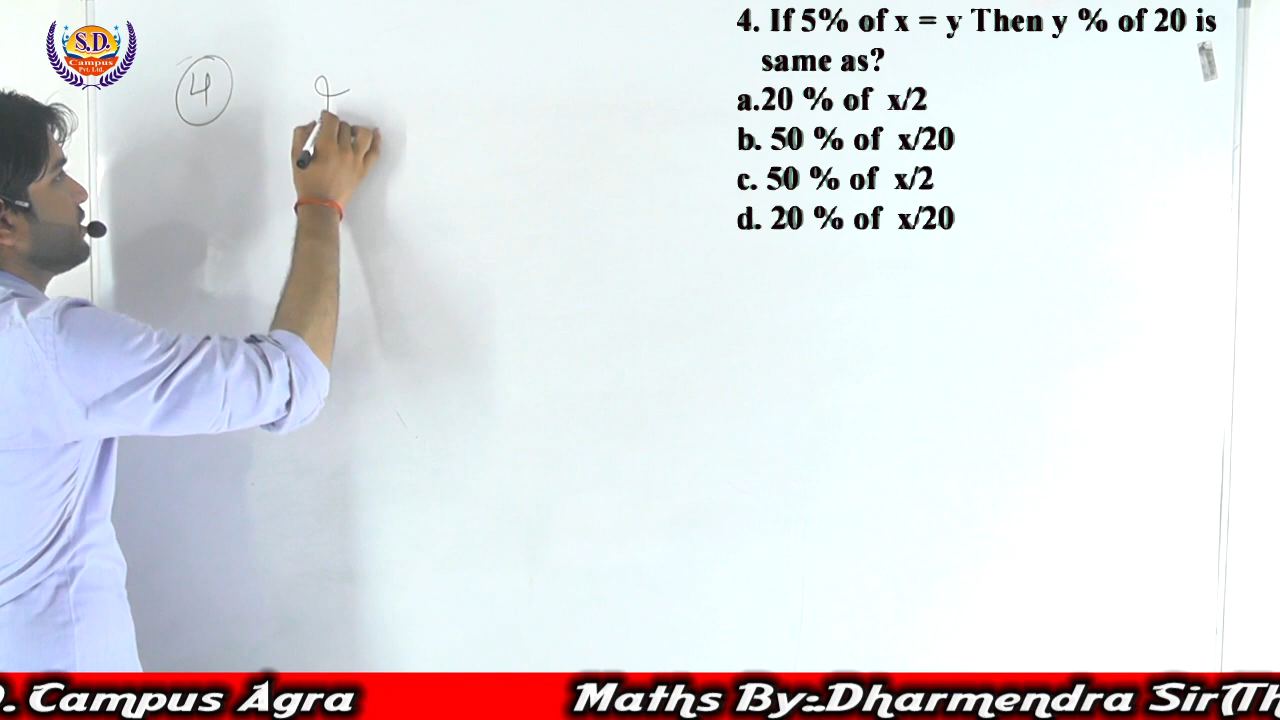 S.D.
Campus
Pvt. Ltd.
4
4. If 5% of x = y Then y % of 20 is
same as?
a.20 % of x/2
b. 50 % of x/20
c. 50 % of x/2
d. 20 % of x/20
. Campus Agra
Maths By:.Dharmendra Sir(Th